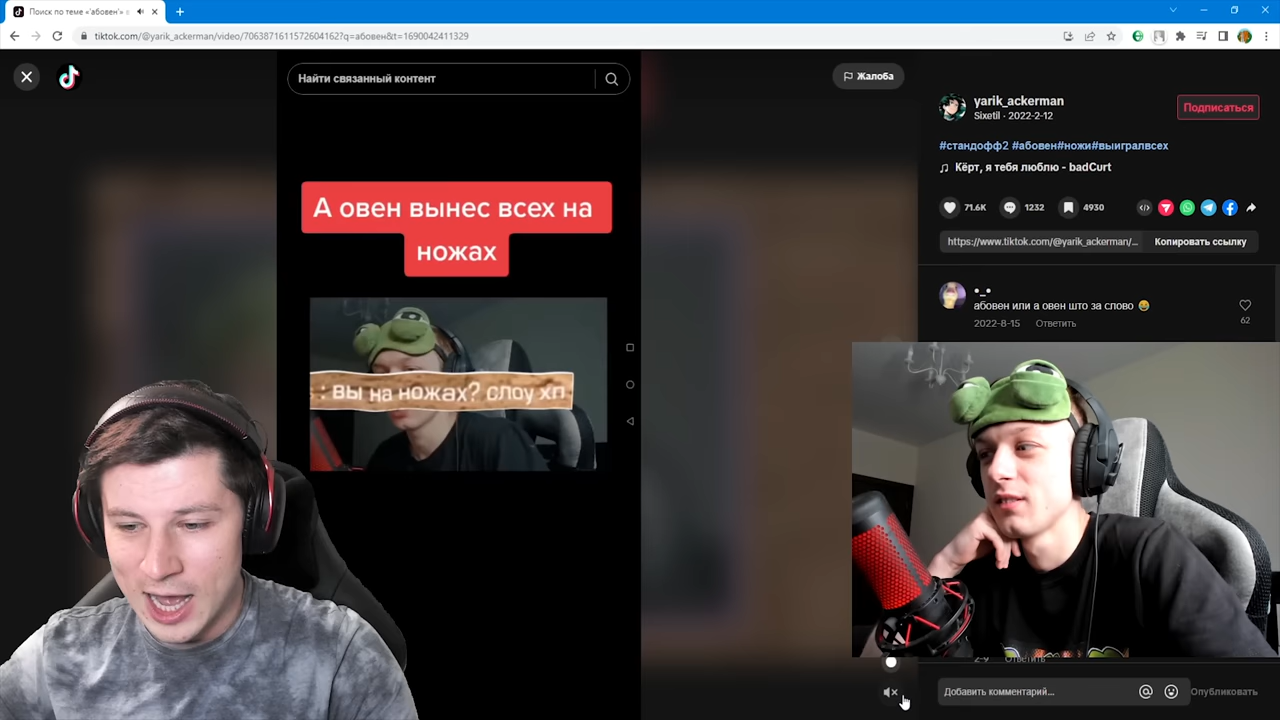 Поиск по теме «'абовен'» о
tiktok.com/@yarik_ackerman/video/7063871611572604162?q=абовен&t=1690042411329
Найти связанный контент
Жалоба
А овен вынес всех на
ножах
: вы на ножах? слоу хп
yarik_ackerman
Sixetil · 2022-2-12
Подписаться
#стандофф2 #абовен#ножи#выигралвсех
Кёрт, я тебя люблю - badCurt
71.6K
1232
4930
https://www.tiktok.com/@yarik_ackerman/...
Копировать ссылку
•_•
абовен или а овен што за слово 😄
62
2022-8-15 Ответить
2-9 Ответить
Добавить комментарий...
Опубликовать